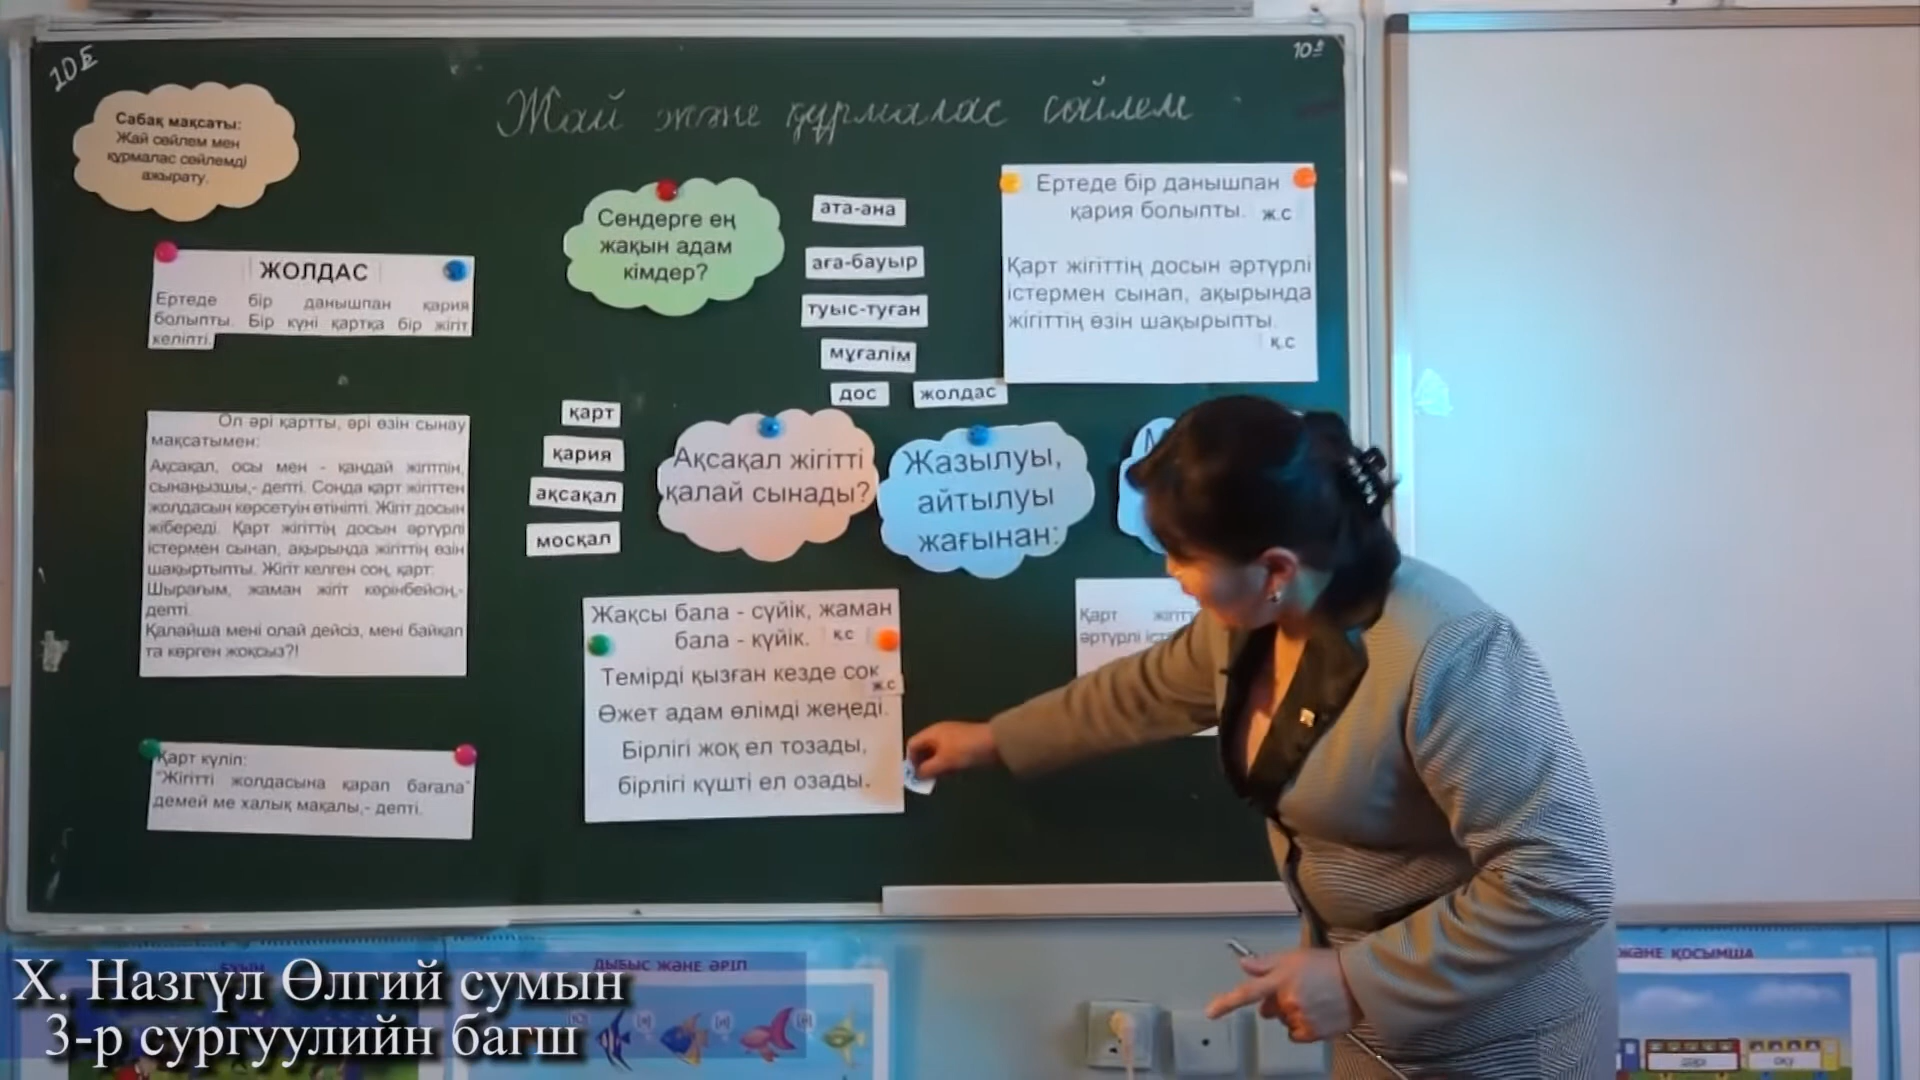 10Б
10Б
Жай және құрмалас сөйлем
Сабақ мақсаты:
Жай сөйлем мен
құрмалас сөйлемді
ажырату.
ЖОЛДАС
Ертеде бір данышпан қария
болыпты. Бір күні қартқа бір жігіт
келіпті.
Ол әрі қартты, әрі өзін сынау
мақсатымен:
Ақсақал, осы мен - қандай жігітпін,
сынаңызшы,- депті. Сонда қарт жігіттен
жолдасын көрсетуін өтініпті. Жігіт досын
жібереді. Қарт жігіттің досын әртүрлі
істермен сынап, ақырында жігіттің өзін
шақыртыпты. Жігіт келген соң, қарт:
Шырағым, жаман жігіт көрінбейсің,-
депті.
Қалайша мені олай дейсіз, мені байқап
та көрген жоқсыз?!
Қарт күліп:
"Жігітті жолдасына қарап бағала"
демей ме халық мақалы,- депті.
Сендерге ең
жақын адам
кімдер?
ата-ана
аға-бауыр
туыс-туған
мұғалім
дос
жолдас
қарт
қария
ақсақал
мосқал
Ақсақал жігітті
қалай сынады?
Жазылуы,
айтылуы
жағынан:
М
Ертеде бір данышпан
қария болыпты. ж.с
Қарт жігіттің досын әртүрлі
істермен сынап, ақырында
жігіттің өзін шақырыпты.
қ.с
Жақсы бала - сүйік, жаман
бала - күйік. қ.с
Темірді қызған кезде соқ
ж.с
Өжет адам өлімді жеңеді.
Бірлігі жоқ ел тозады,
бірлігі күшті ел озады.
Қарт
әртүрлі
БУЫН
ДЫБЫС ЖӘНЕ ӘРІП
ЖӘНЕ ҚОСЫМША
Х. Назгүл Өлгий сумын
3-р сургуулийн багш